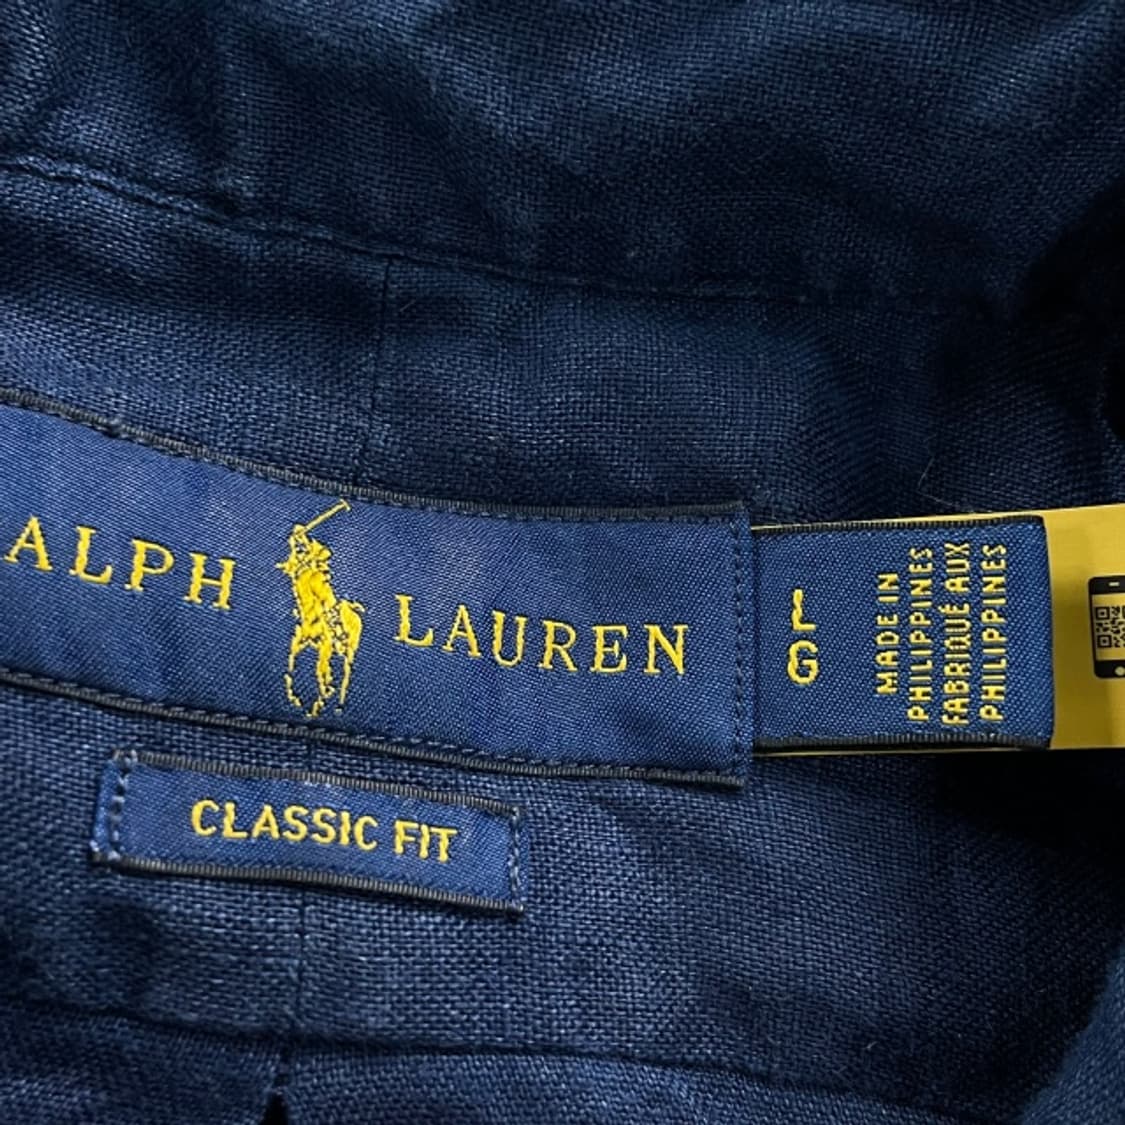 ALPH LAUREN
L
G
MADE IN
PHILIPPINES
FABRIQUÉ AUX
PHILIPPINES
CLASSIC FIT